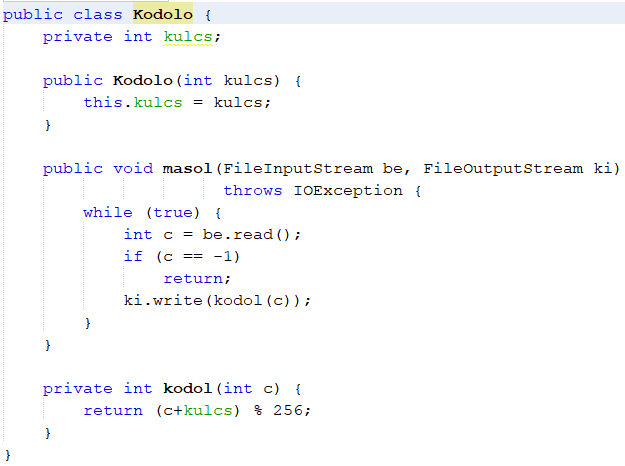 public class Kodolo {
    private int kulcs;

    public Kodolo(int kulcs) {
        this.kulcs = kulcs;
    }

    public void masol(FileInputStream be, FileOutputStream ki)
                      throws IOException {
        while (true) {
            int c = be.read();
            if (c == -1)
                return;
            ki.write(kodol(c));
        }
    }

    private int kodol(int c) {
        return (c+kulcs) % 256;
    }
}